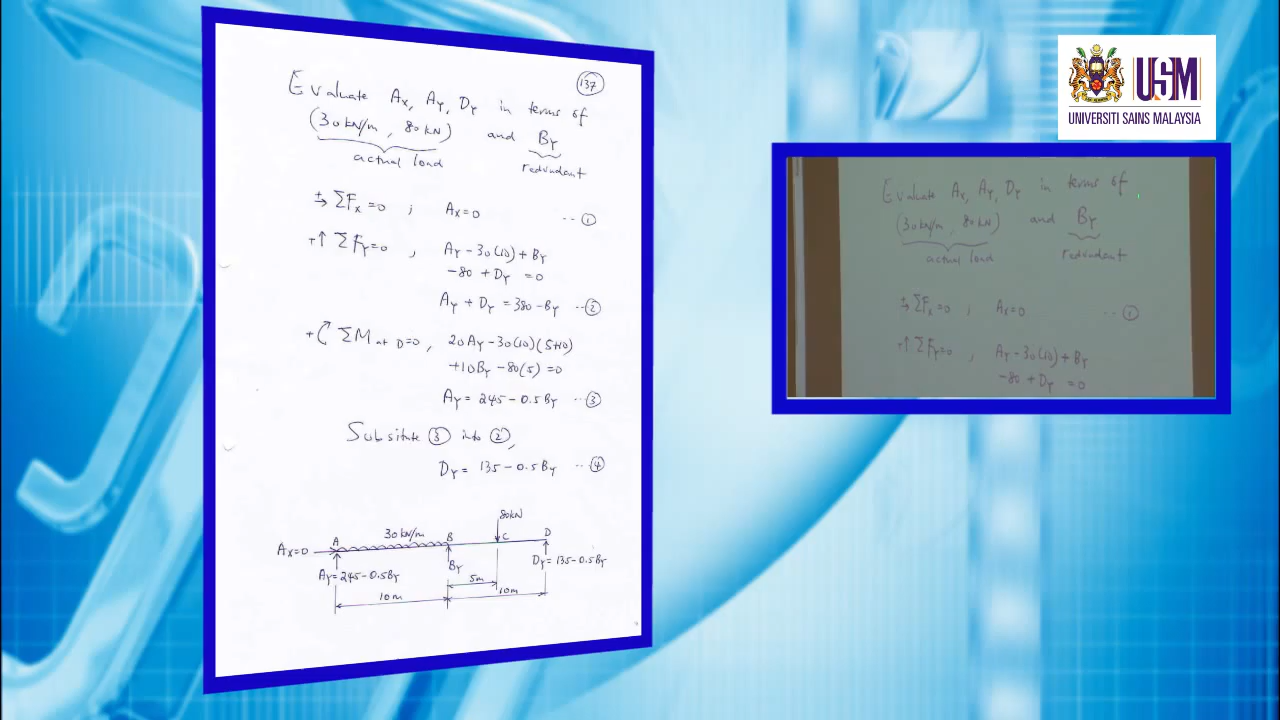 137
Evaluate Ax, Ay, Dy in terms of
(30 kN/m, 80 kN) and By
actual load redundant
+→ ΣFx=0 ; Ax=0 --①
+↑ ΣFy=0 , Ay-30(10)+By
-80 + Dy = 0
Ay + Dy = 380-By --②
+↻ ΣM at D=0, 20Ay-30(10)(5+10)
+10By-80(5)=0
Ay = 245-0.5By --③
Subsitute ③ into ②,
Dy = 135-0.5By --④
80kN
30 kN/m
A B C D
Ax=0
Ay=245-0.5By
By
Dy=135-0.5By
5m
10m
10m
USM
UNIVERSITI SAINS MALAYSIA
Evaluate Ax, Ay, Dy in terms of
(30 kN/m, 80 kN) and By
actual load redundant
+→ ΣFx=0 ; Ax=0 --①
+↑ ΣFy=0 , Ay-30(10)+By
-80 + Dy = 0